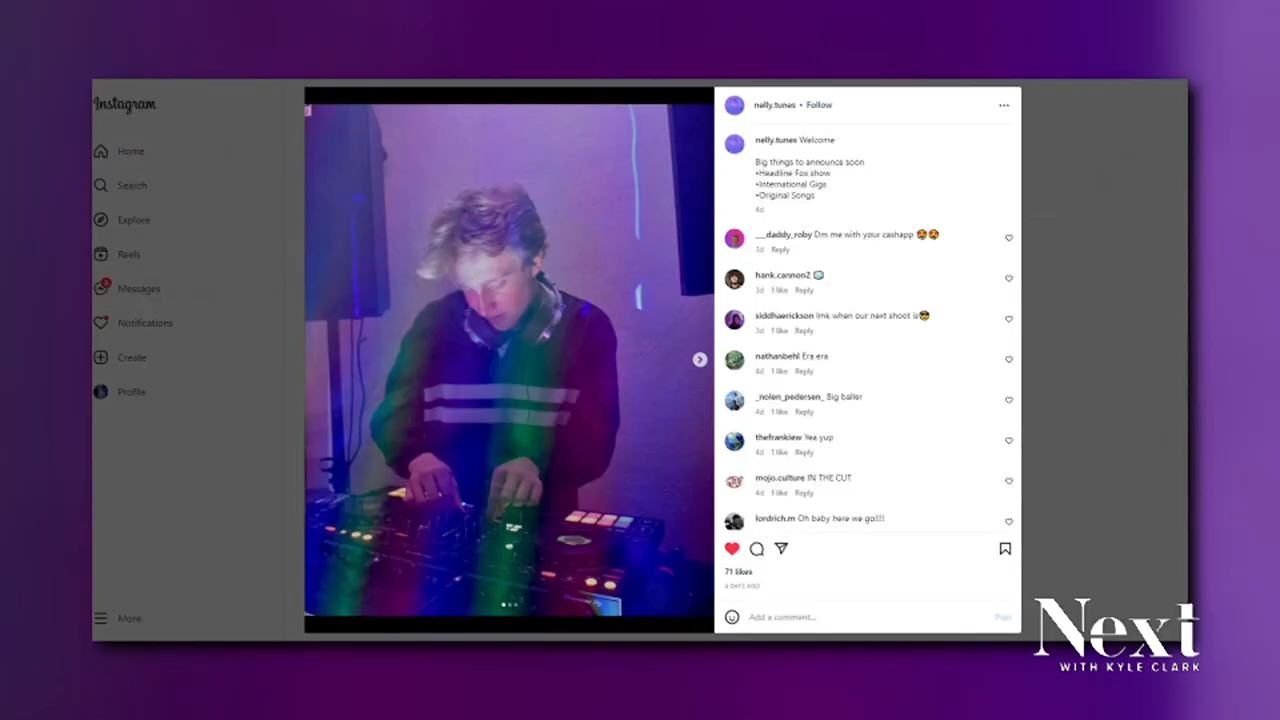 Instagram
Home
Search
Explore
Reels
Messages
Notifications
Create
Profile
More
nelly.tunes • Follow
nelly.tunes Welcome
Big things to announce soon
•Headline Fox show
•International Gigs
•Original Songs
4d
__daddy_roby Dm me with your cashapp 😍😍
3d Reply
hank.cannon2
3d 1 like Reply
siddhaerickson lmk when our next shoot is😎
3d 1 like Reply
nathanbehl Era era
4d 1 like Reply
_nolen_pedersen_ Big baller
4d 1 like Reply
thefrankiew Yea yup
4d 1 like Reply
mojo.culture IN THE CUT
4d 1 like Reply
lordrich.m Oh baby here we go!!!!
71 likes
4 DAYS AGO
Add a comment...
Post
Next
WITH KYLE CLARK